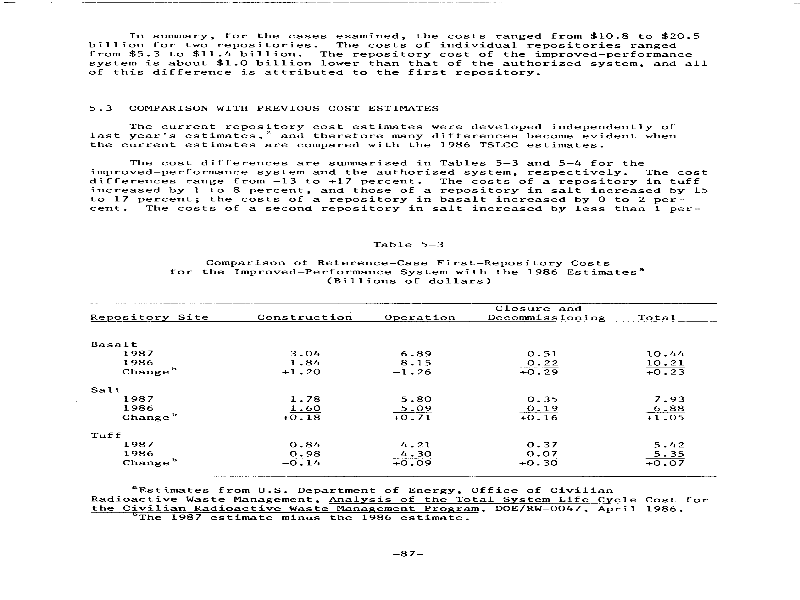 In summary, for the cases examined, the costs ranged from $10.8 to $20.5
billion for two repositories. The costs of individual repositories ranged
from $5.3 to $11.4 billion. The repository cost of the improved-performance
system is about $1.0 billion lower than that of the authorized system, and all
of this difference is attributed to the first repository.
5.3 COMPARISON WITH PREVIOUS COST ESTIMATES
The current repository cost estimates were developed independently of
last year's estimates, and therefore many differences become evident when
the current estimates are compared with the 1986 TSLCC estimates.
The cost differences are summarized in Tables 5-3 and 5-4 for the
improved-performance system and the authorized system, respectively. The cost
differences range from -13 to +17 percent. The costs of a repository in tuff
increased by 1 to 8 percent, and those of a repository in salt increased by 15
to 17 percent; the costs of a repository in basalt increased by 0 to 2 per-
cent. The costs of a second repository in salt increased by less than 1 per-
Table 5-3
Comparison of Reference-Case First-Repository Costs
for the Improved-Performance System with the 1986 Estimates a
(Billions of dollars)
Closure and
Repository Site Construction Operation Decommissioning Total
Basalt
1987 3.04 6.89 0.51 10.44
1986 1.84 8.15 0.22 10.21
Change b +1.20 -1.26 +0.29 +0.23
Salt
1987 1.78 5.80 0.35 7.93
1986 1.60 5.09 0.19 6.88
Change b +0.18 +0.71 +0.16 +1.05
Tuff
1987 0.84 4.21 0.37 5.42
1986 0.98 4.30 0.07 5.35
Change b -0.14 +0.09 +0.30 +0.07
a Estimates from U.S. Department of Energy, Office of Civilian
Radioactive Waste Management, Analysis of the Total System Life Cycle Cost for
the Civilian Radioactive Waste Management Program, DOE/RW-0047, April 1986.
b The 1987 estimate minus the 1986 estimate.
-87-